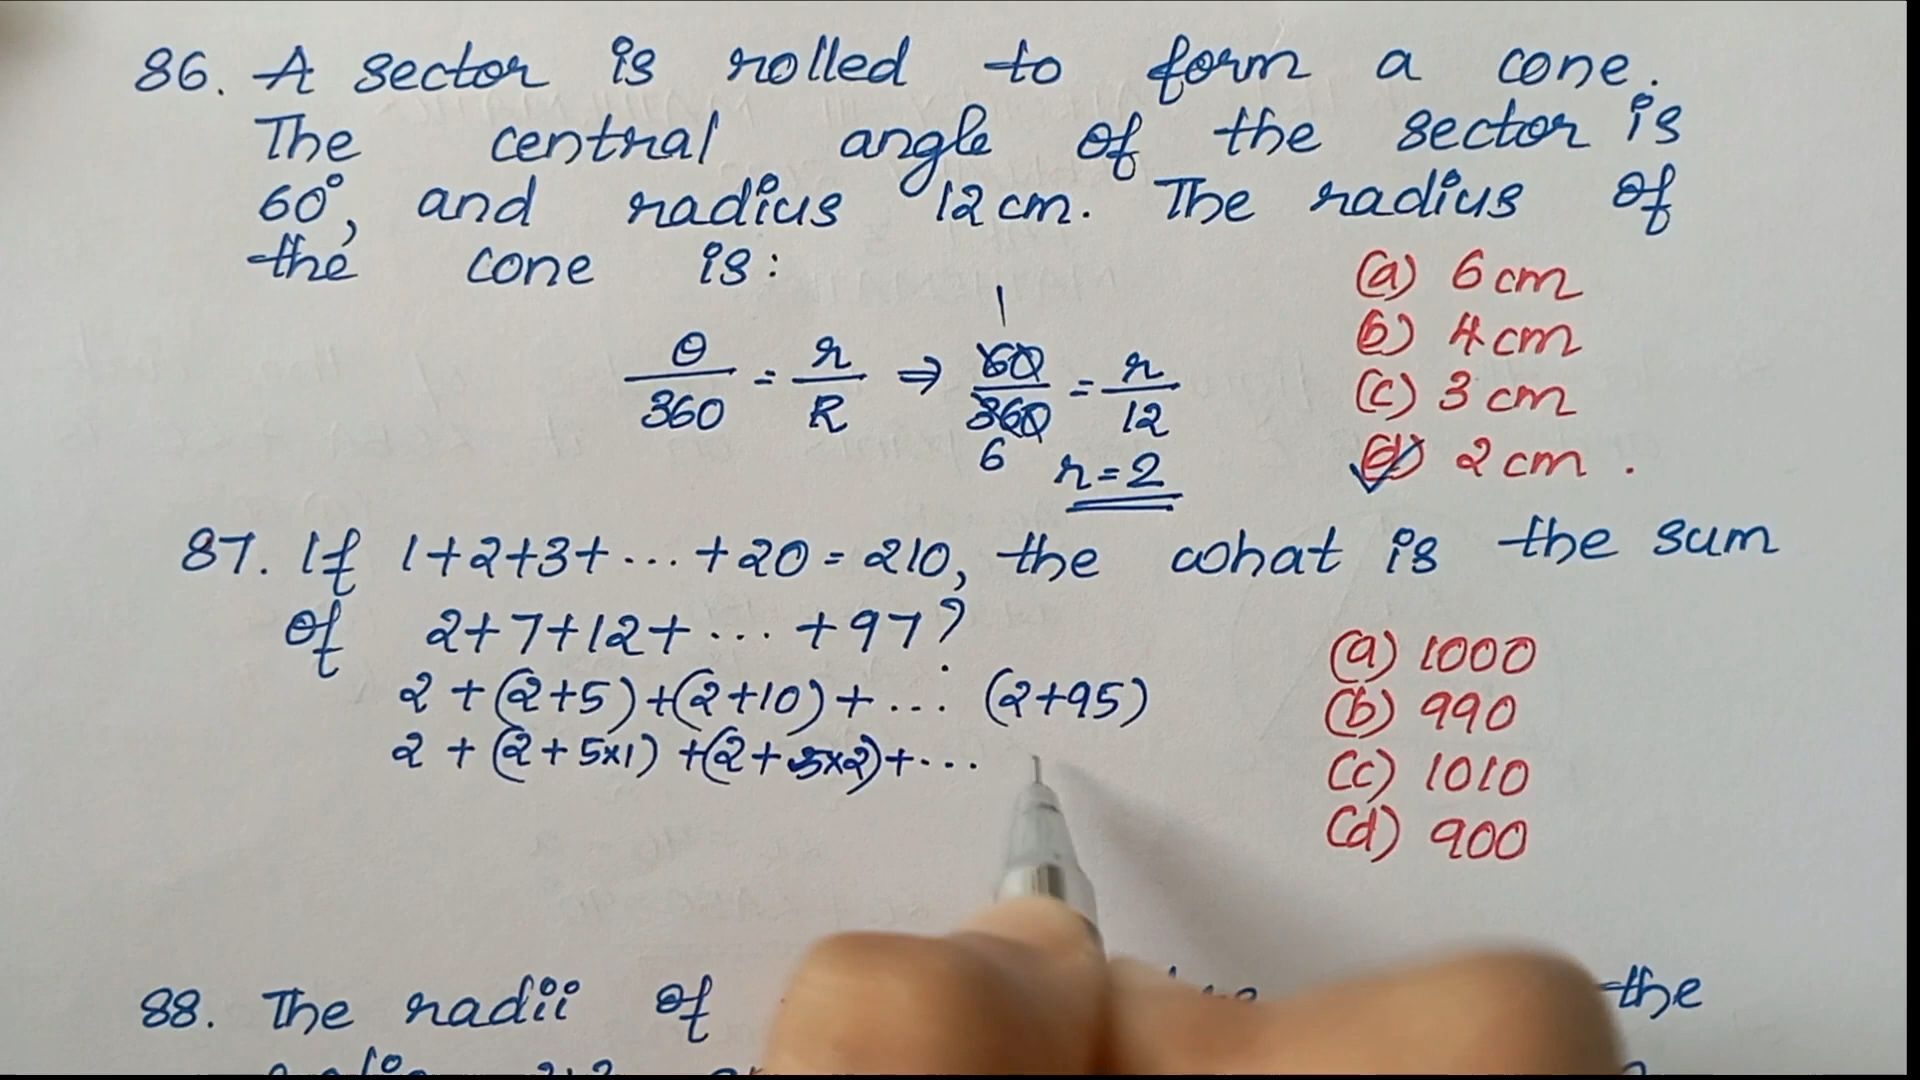 86. A sector is rolled to form a cone.
The central angle of the sector is
60°, and radius 12 cm. The radius of
the cone is:
(a) 6 cm
(b) 4 cm
(c) 3 cm
(d) 2 cm.
θ/360 = r/R ⇒ 60/360 = r/12
1
6
r = 2
87. If 1+2+3+...+20 = 210, the what is the sum
of 2+7+12+...+97?
2 + (2+5) + (2+10) + ... (2+95)
2 + (2+5×1) + (2+5×2) + ...
(a) 1000
(b) 990
(c) 1010
(d) 900
88. The radii of the